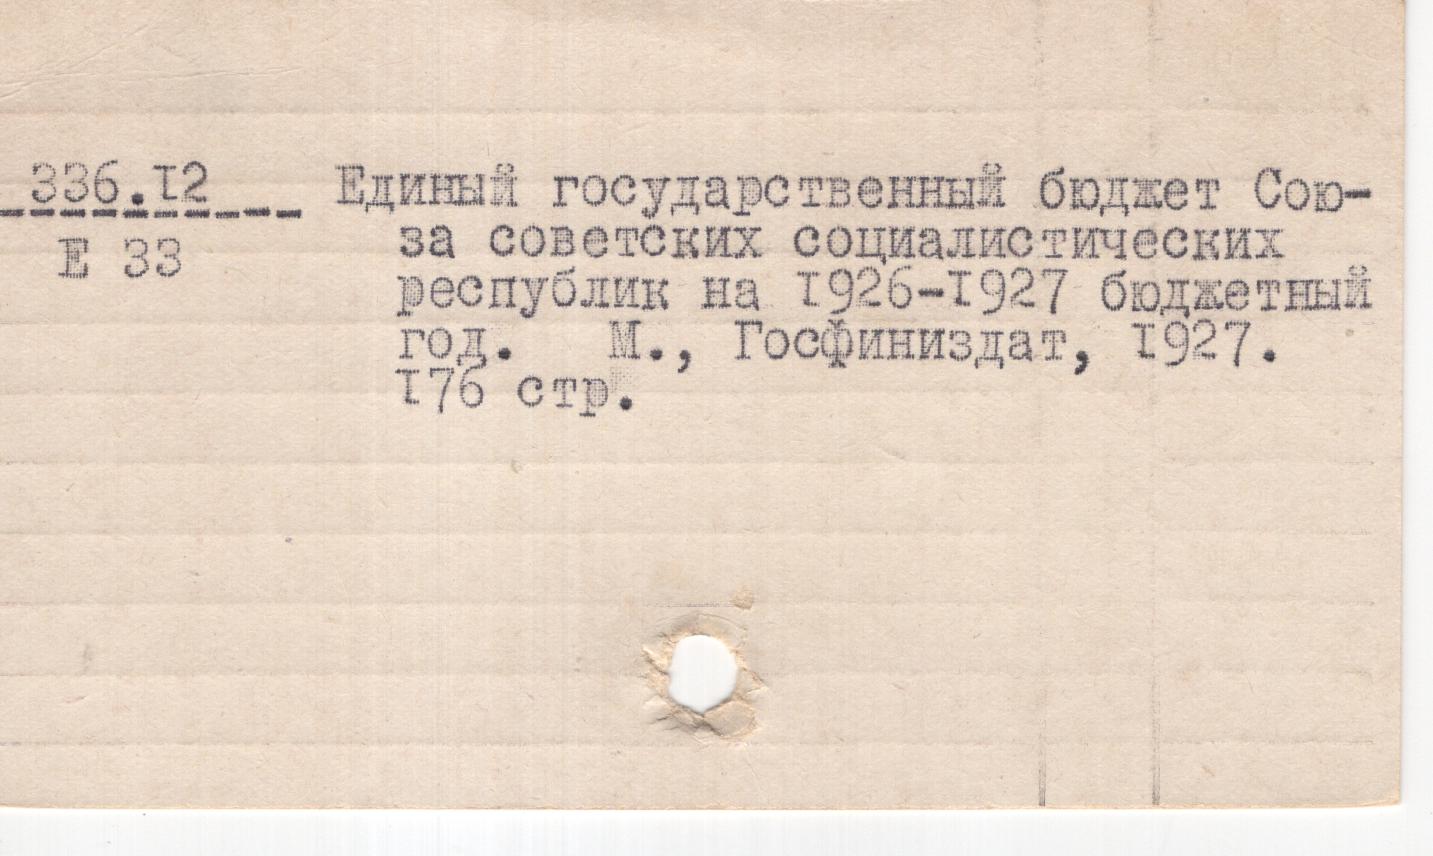 336.12
Е 33
Единый государственный бюджет Сою-
за советских социалистических
республик на 1926-1927 бюджетный
год. М., Госфиниздат, 1927.
176 стр.